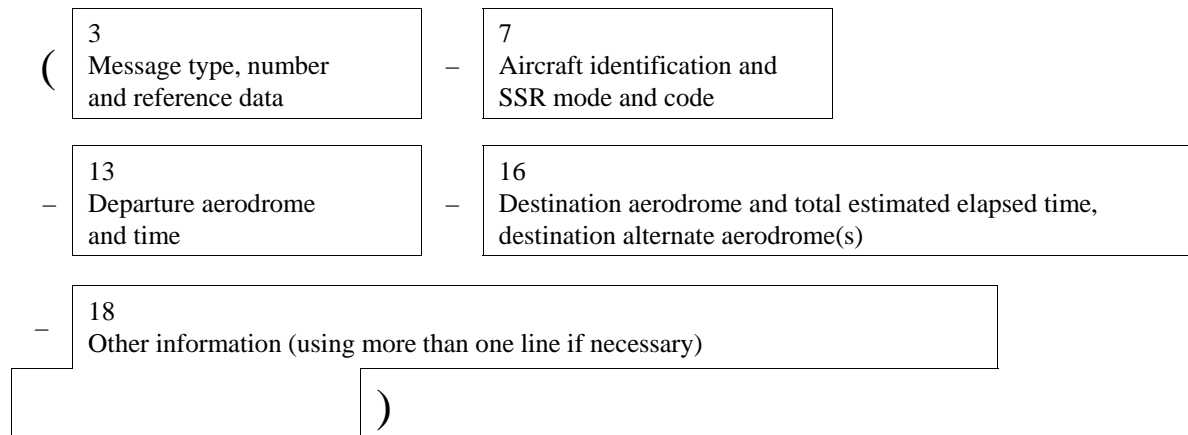 ( 3 – 7
Message type, number Aircraft identification and
and reference data SSR mode and code
– 13 – 16
Departure aerodrome Destination aerodrome and total estimated elapsed time,
and time destination alternate aerodrome(s)
– 18
Other information (using more than one line if necessary)
)